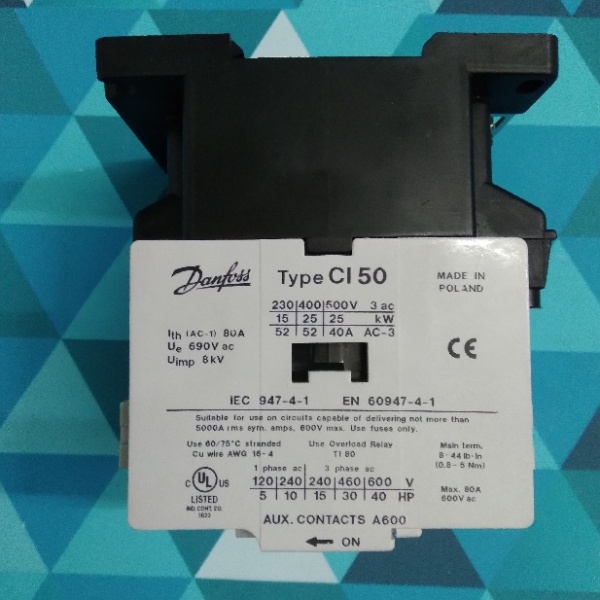 Danfoss
Type CI 50
MADE IN
POLAND
230|400|500V 3 ac
15 | 25 | 25 kW
52 | 52 | 40A AC-3
Ith (AC-1) 80A
Ue 690V ac
Uimp 8kV
CE
IEC 947-4-1 EN 60947-4-1
Suitable for use on circuits capable of delivering not more than
5000A rms sym. amps, 600V max. Use fuses only.
Use 60/75°C stranded
Cu wire AWG 16-4
Use Overload Relay
TI 80
Main term.
8-44 lb-in
(0.8-5 Nm)
1 phase ac 3 phase ac
120|240|240|460|600 V
5 | 10 | 15 | 30 | 40 HP
C UL US
LISTED
IND. CONT. EQ.
Max. 80A
600V ac
AUX. CONTACTS A600
← ON